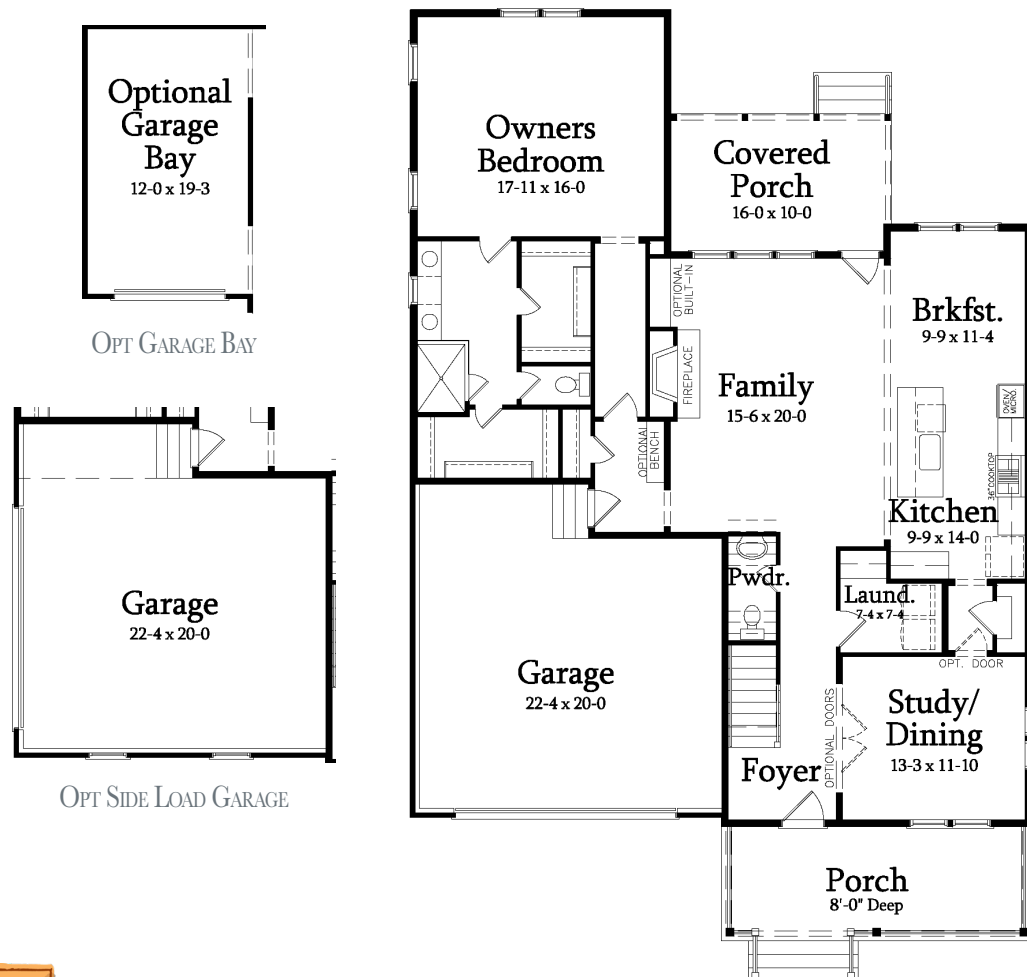 Optional
Garage
Bay
12-0 x 19-3
OPT GARAGE BAY
Garage
22-4 x 20-0
OPT SIDE LOAD GARAGE
Owners
Bedroom
17-11 x 16-0
Covered
Porch
16-0 x 10-0
OPTIONAL
BUILT-IN
Brkfst.
9-9 x 11-4
FIREPLACE
Family
15-6 x 20-0
OVEN/
MICRO.
OPTIONAL
BENCH
36"COOKTOP
Kitchen
9-9 x 14-0
Pwdr.
Laund.
7-4 x 7-4
OPT. DOOR
Garage
22-4 x 20-0
OPTIONAL DOORS
Study/
Dining
13-3 x 11-10
Foyer
Porch
8'-0" Deep